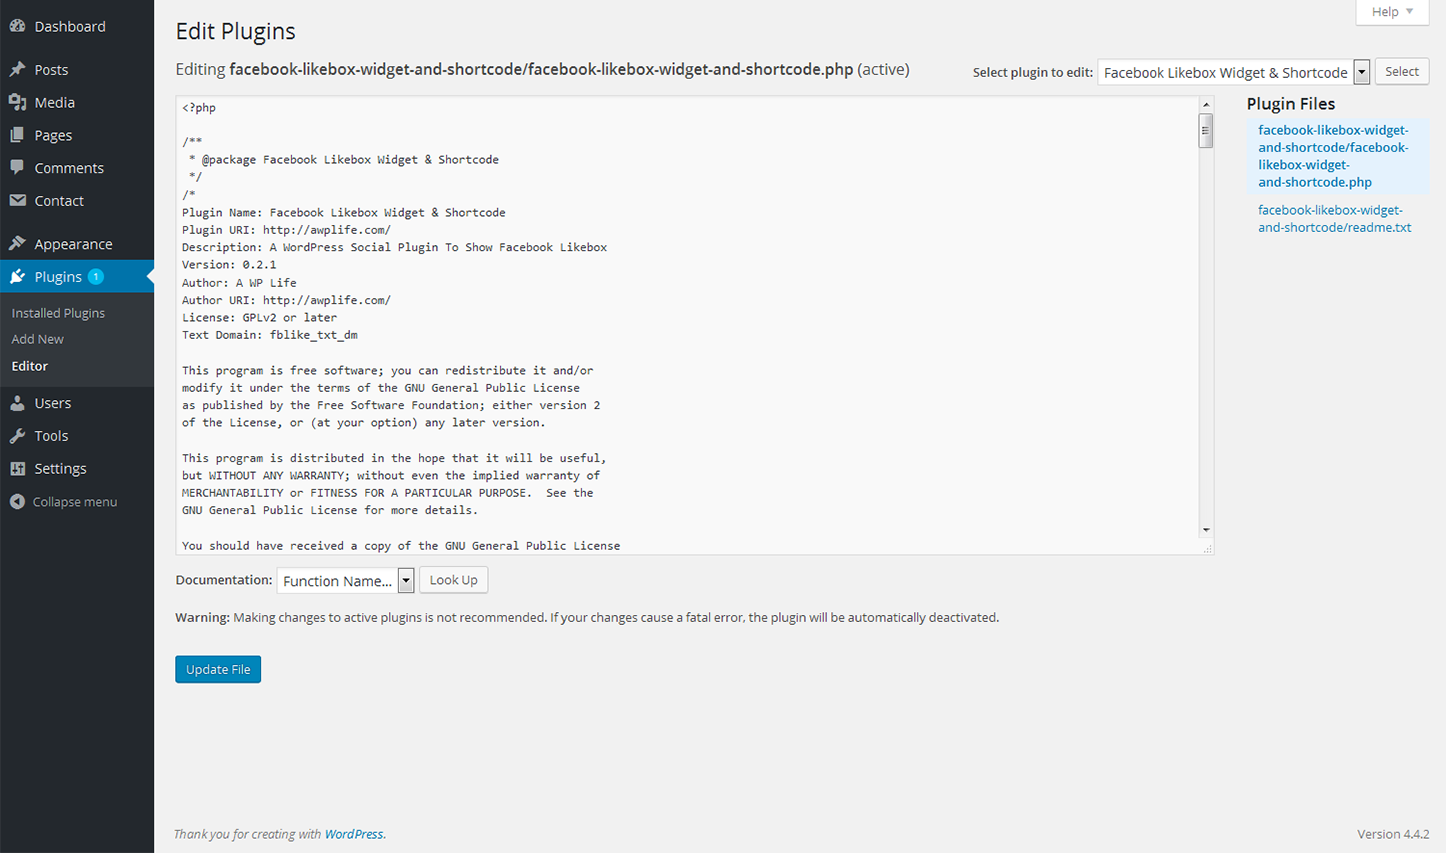 Dashboard
Posts
Media
Pages
Comments
Contact
Appearance
Plugins 1
Installed Plugins
Add New
Editor
Users
Tools
Settings
Collapse menu
Help
Edit Plugins
Editing facebook-likebox-widget-and-shortcode/facebook-likebox-widget-and-shortcode.php (active)
Select plugin to edit: Facebook Likebox Widget & Shortcode Select
<?php
/**
 * @package Facebook Likebox Widget & Shortcode
 */
/*
Plugin Name: Facebook Likebox Widget & Shortcode
Plugin URI: http://awplife.com/
Description: A WordPress Social Plugin To Show Facebook Likebox
Version: 0.2.1
Author: A WP Life
Author URI: http://awplife.com/
License: GPLv2 or later
Text Domain: fblike_txt_dm
This program is free software; you can redistribute it and/or
modify it under the terms of the GNU General Public License
as published by the Free Software Foundation; either version 2
of the License, or (at your option) any later version.
This program is distributed in the hope that it will be useful,
but WITHOUT ANY WARRANTY; without even the implied warranty of
MERCHANTABILITY or FITNESS FOR A PARTICULAR PURPOSE.  See the
GNU General Public License for more details.
You should have received a copy of the GNU General Public License
Plugin Files
facebook-likebox-widget-
and-shortcode/facebook-
likebox-widget-
and-shortcode.php
facebook-likebox-widget-
and-shortcode/readme.txt
Documentation: Function Name... Look Up
Warning: Making changes to active plugins is not recommended. If your changes cause a fatal error, the plugin will be automatically deactivated.
Update File
Thank you for creating with WordPress.
Version 4.4.2